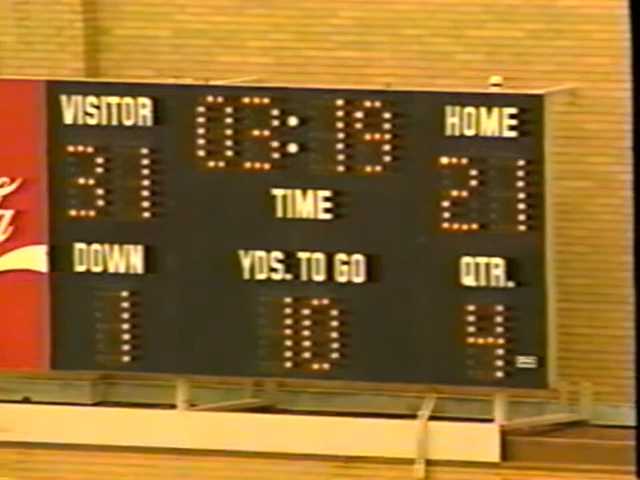 VISITOR 03:19 HOME
31 21
TIME
DOWN YDS. TO GO QTR.
1 10 4